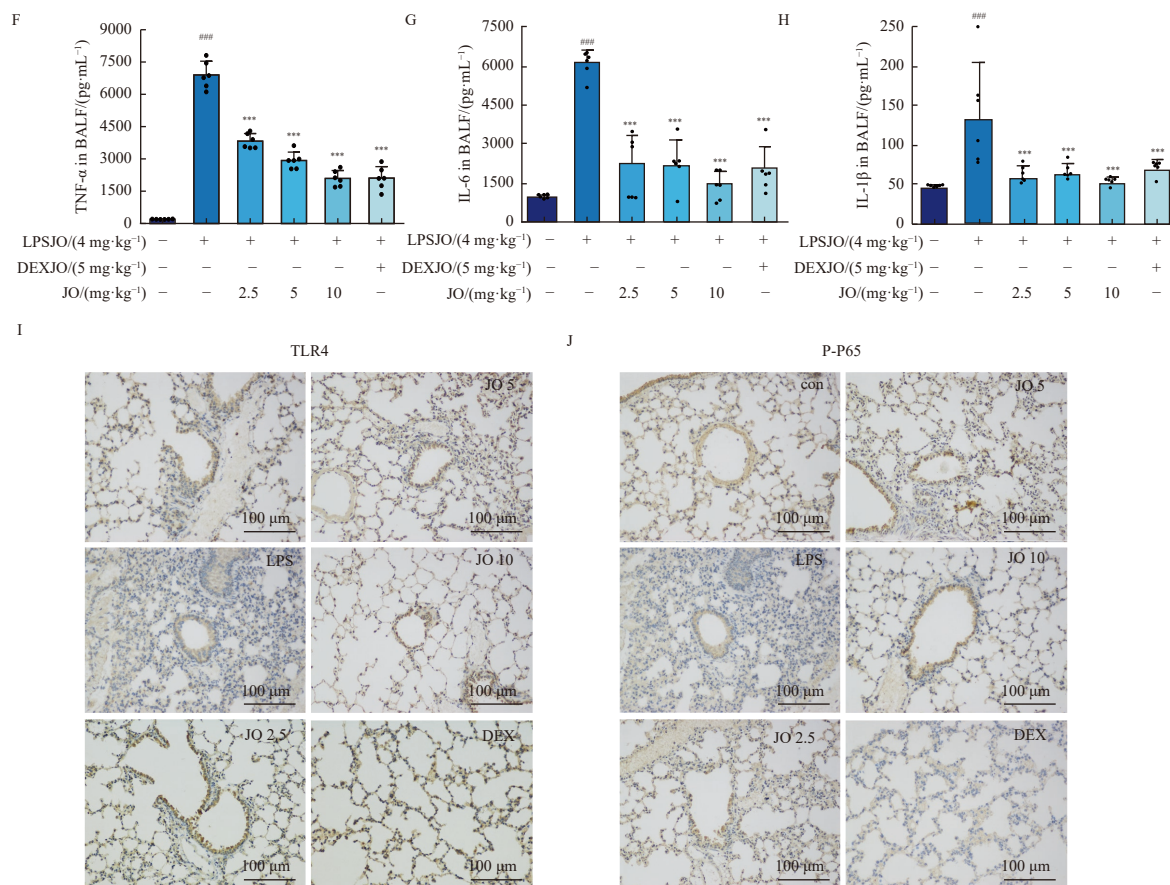 F
TNF-α in BALF/(pg·mL⁻¹)
9000
7500
6000
4500
3000
1500
0
###
***
***
***
***
LPSJO/(4 mg·kg⁻¹) – + + + + +
DEXJO/(5 mg·kg⁻¹) – – – – – +
JO/(mg·kg⁻¹) – – 2.5 5 10 –
G
IL-6 in BALF/(pg·mL⁻¹)
7500
6000
4500
3000
1500
0
###
***
***
***
***
LPSJO/(4 mg·kg⁻¹) – + + + + +
DEXJO/(5 mg·kg⁻¹) – – – – – +
JO/(mg·kg⁻¹) – – 2.5 5 10 –
H
IL-1β in BALF/(pg·mL⁻¹)
250
200
150
100
50
0
###
***
***
***
***
LPSJO/(4 mg·kg⁻¹) – + + + + +
DEXJO/(5 mg·kg⁻¹) – – – – – +
JO/(mg·kg⁻¹) – – 2.5 5 10 –
I
TLR4
100 μm
JO 5
100 μm
LPS
100 μm
JO 10
100 μm
JO 2.5
100 μm
DEX
100 μm
J
P-P65
con
100 μm
JO 5
100 μm
LPS
100 μm
JO 10
100 μm
JO 2.5
100 μm
DEX
100 μm